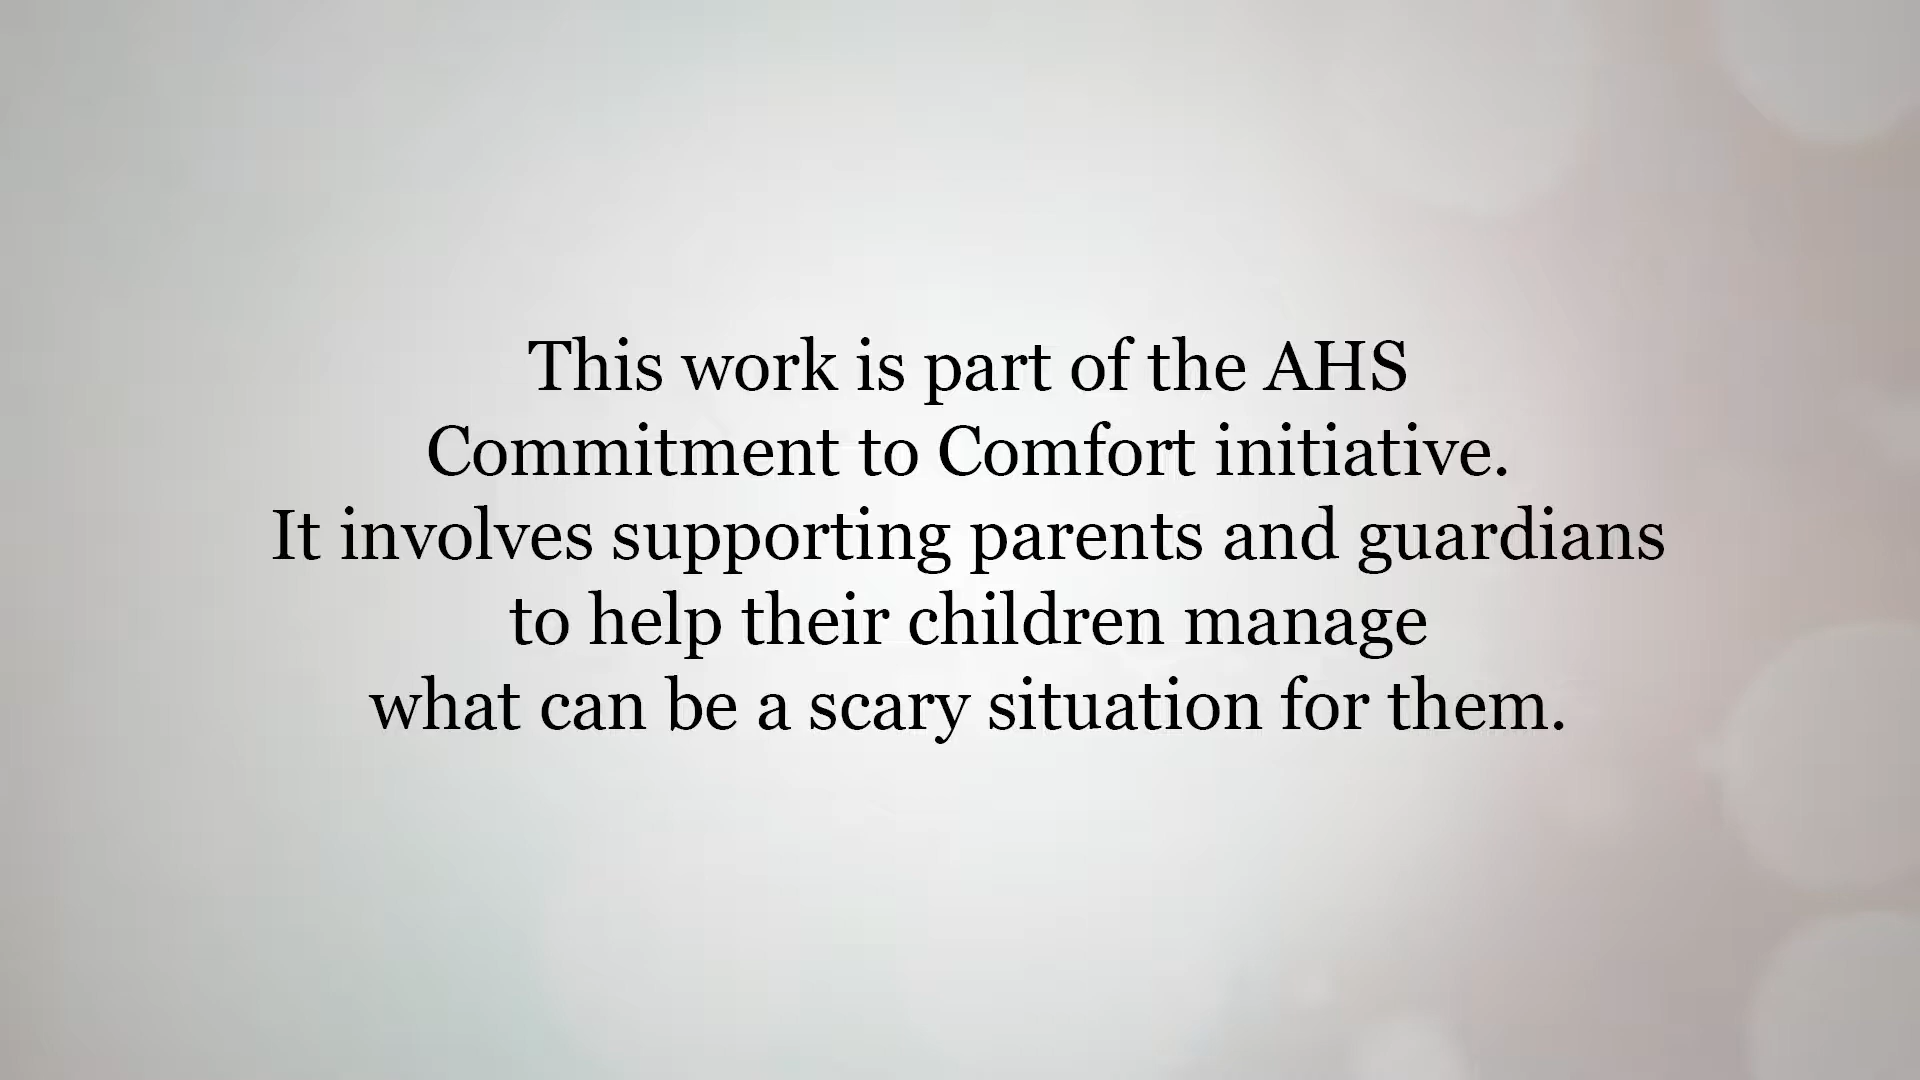 This work is part of the AHS
Commitment to Comfort initiative.
It involves supporting parents and guardians
to help their children manage
what can be a scary situation for them.